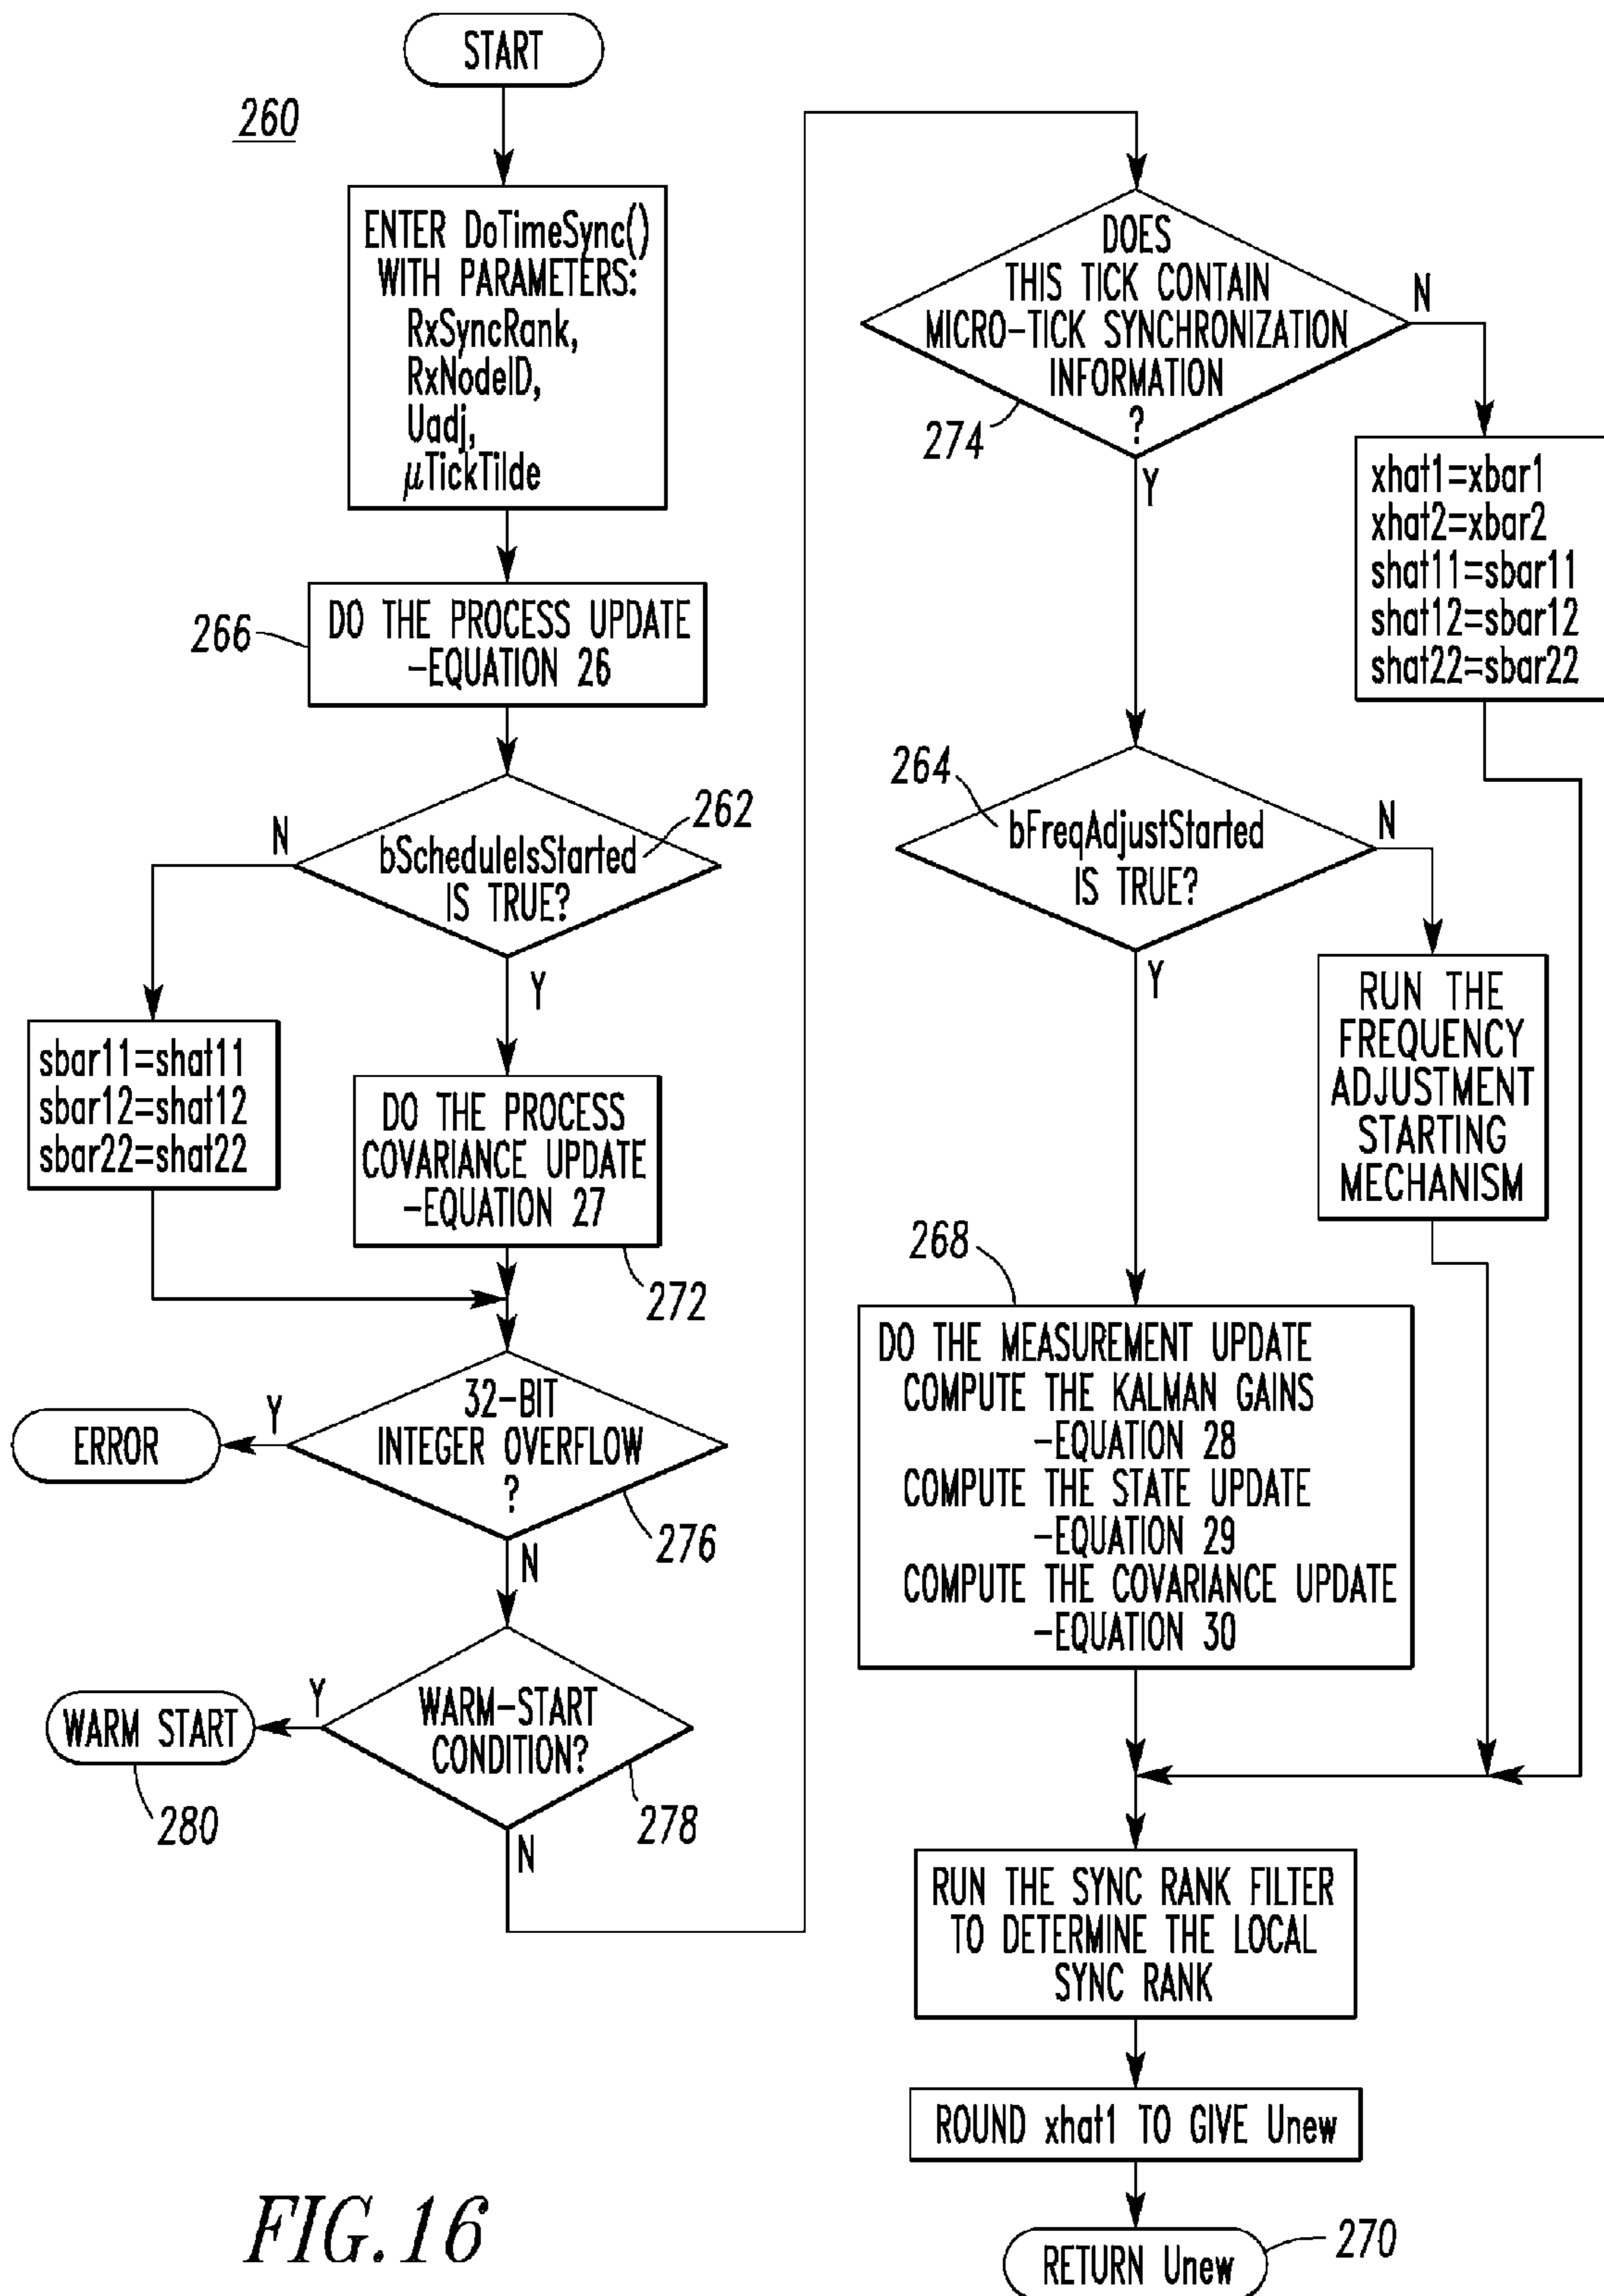 START
260
ENTER DoTimeSync()
WITH PARAMETERS:
RxSyncRank,
RxNodeID,
Uadj,
μTickTilde
266
DO THE PROCESS UPDATE
-EQUATION 26
262
N
bScheduleIsStarted
IS TRUE?
Y
sbar11=shat11
sbar12=shat12
sbar22=shat22
DO THE PROCESS
COVARIANCE UPDATE
-EQUATION 27
272
32-BIT
INTEGER OVERFLOW
?
Y
ERROR
276
N
WARM-START
CONDITION?
Y
WARM START
280
278
N
DOES
THIS TICK CONTAIN
MICRO-TICK SYNCHRONIZATION
INFORMATION
?
N
274
Y
xhat1=xbar1
xhat2=xbar2
shat11=sbar11
shat12=sbar12
shat22=sbar22
264
bFreqAdjustStarted
IS TRUE?
N
Y
RUN THE
FREQUENCY
ADJUSTMENT
STARTING
MECHANISM
268
DO THE MEASUREMENT UPDATE
COMPUTE THE KALMAN GAINS
-EQUATION 28
COMPUTE THE STATE UPDATE
-EQUATION 29
COMPUTE THE COVARIANCE UPDATE
-EQUATION 30
RUN THE SYNC RANK FILTER
TO DETERMINE THE LOCAL
SYNC RANK
ROUND xhat1 TO GIVE Unew
RETURN Unew
270
FIG.16